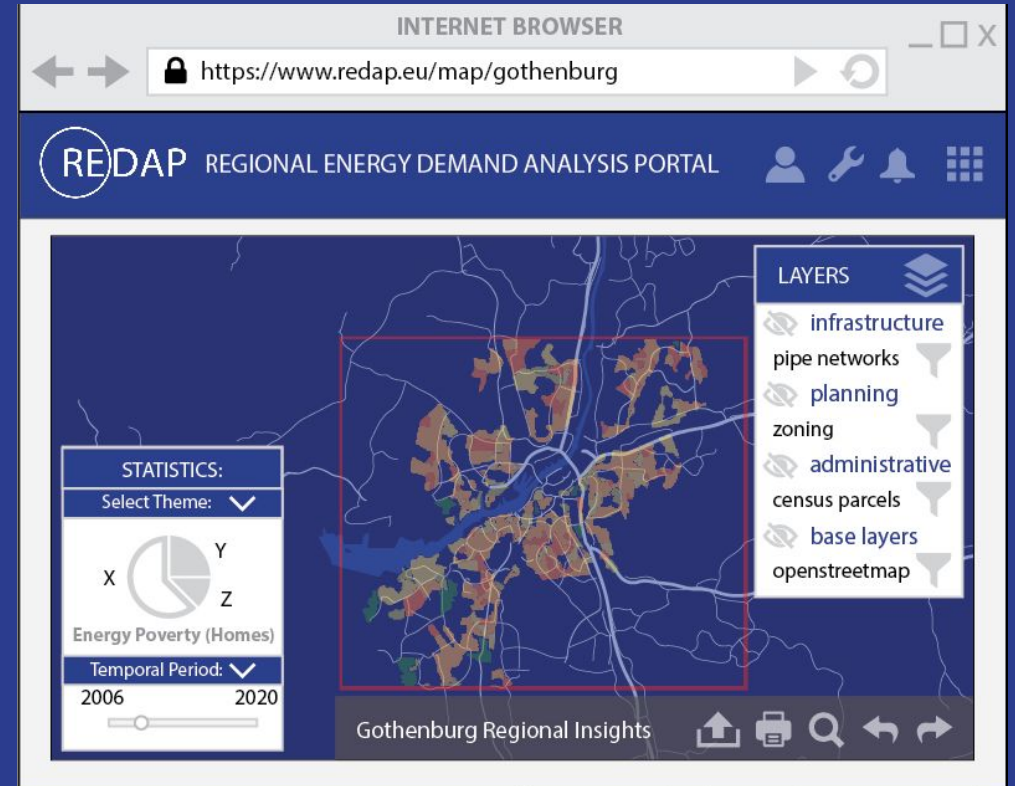 INTERNET BROWSER
X
https://www.redap.eu/map/gothenburg
REDAP REGIONAL ENERGY DEMAND ANALYSIS PORTAL
LAYERS
infrastructure
pipe networks
planning
zoning
administrative
census parcels
base layers
openstreetmap
STATISTICS:
Select Theme:
Y
X
Z
Energy Poverty (Homes)
Temporal Period:
2006 2020
Gothenburg Regional Insights